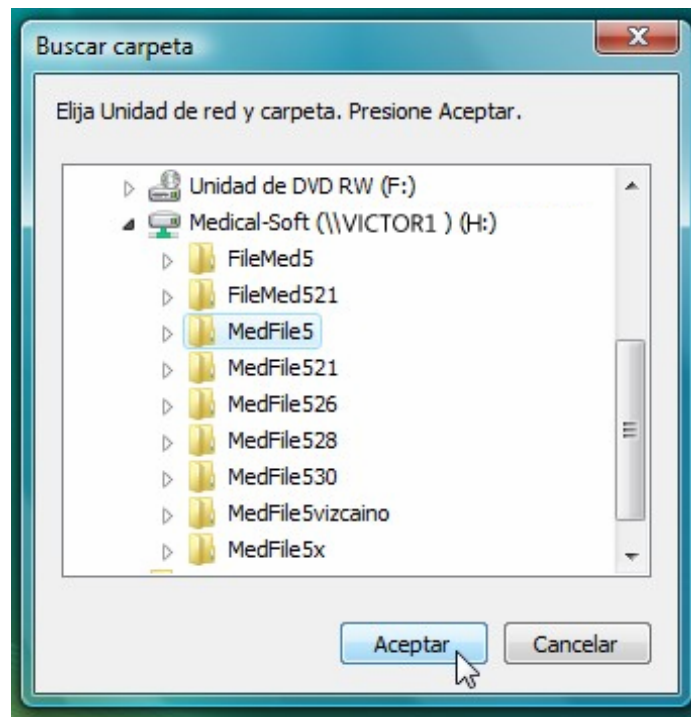 Buscar carpeta
Elija Unidad de red y carpeta. Presione Aceptar.
Unidad de DVD RW (F:)
Medical-Soft (\\VICTOR1 ) (H:)
FileMed5
FileMed521
MedFile5
MedFile521
MedFile526
MedFile528
MedFile530
MedFile5vizcaino
MedFile5x
Aceptar
Cancelar